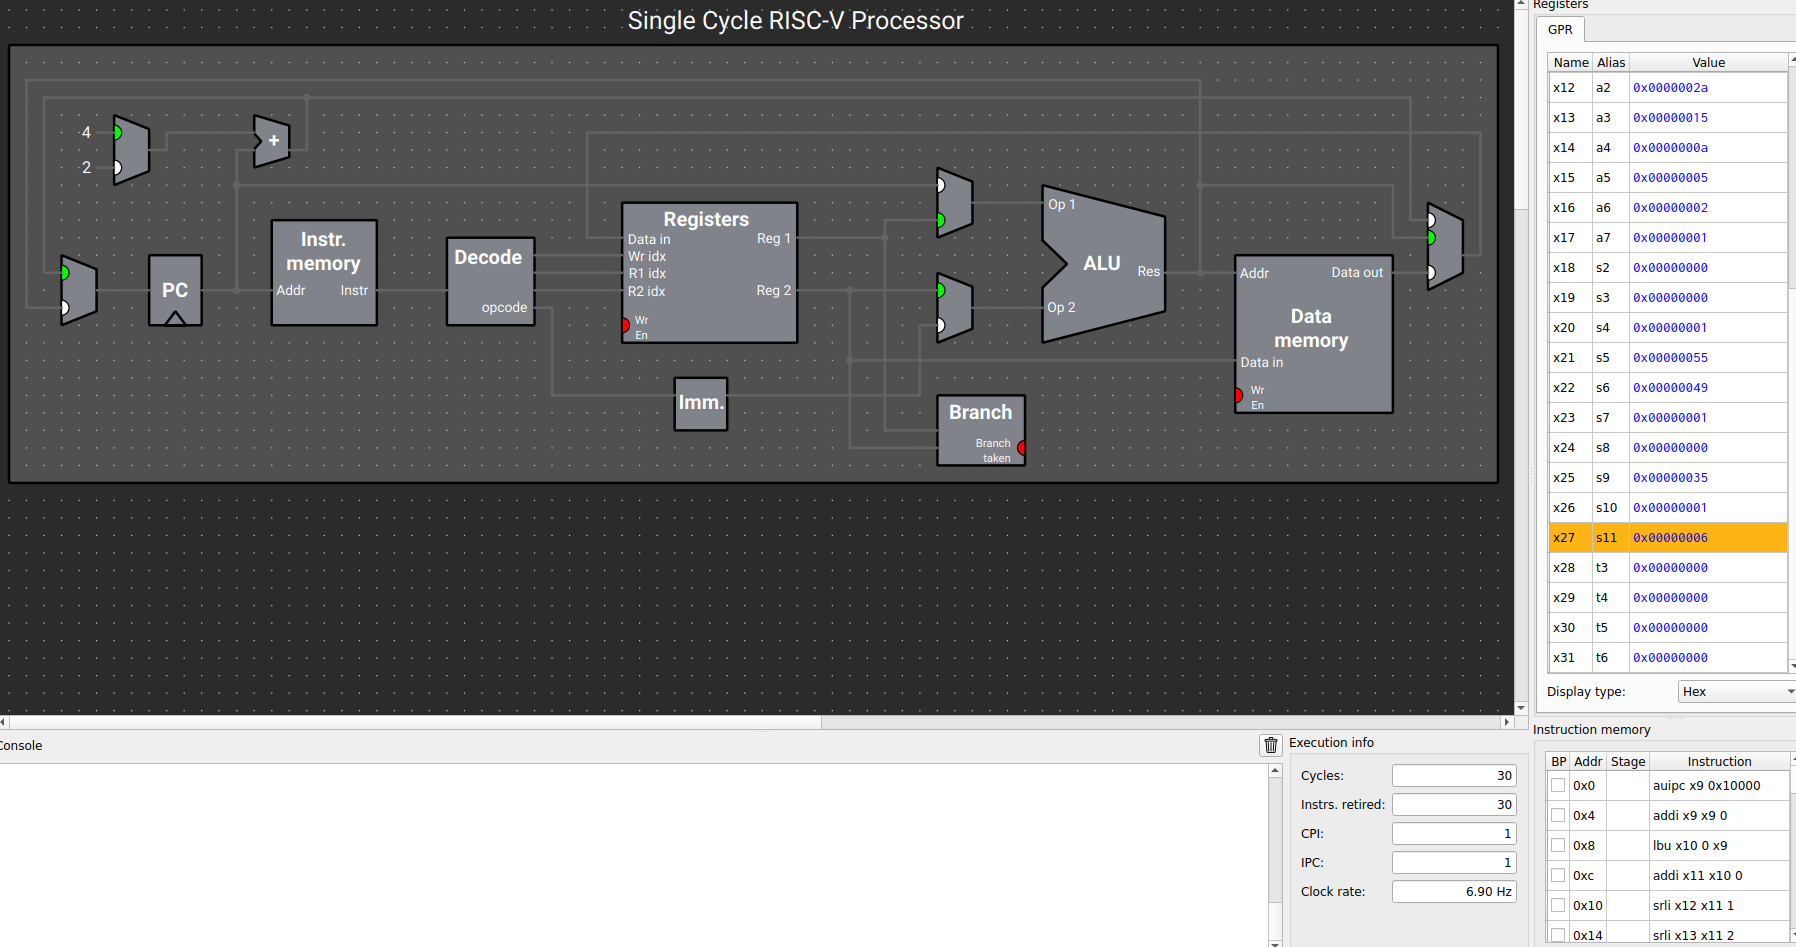 Single Cycle RISC-V Processor
4
2
+
PC
Instr.
memory
Addr
Instr
Decode
opcode
Registers
Data in
Wr idx
R1 idx
R2 idx
Wr
En
Reg 1
Reg 2
Imm.
Op 1
Op 2
ALU
Res
Branch
Branch
taken
Addr
Data out
Data
memory
Data in
Wr
En
Registers
GPR
Name Alias Value
x12 a2 0x0000002a
x13 a3 0x00000015
x14 a4 0x0000000a
x15 a5 0x00000005
x16 a6 0x00000002
x17 a7 0x00000001
x18 s2 0x00000000
x19 s3 0x00000000
x20 s4 0x00000001
x21 s5 0x00000055
x22 s6 0x00000049
x23 s7 0x00000001
x24 s8 0x00000000
x25 s9 0x00000035
x26 s10 0x00000001
x27 s11 0x00000006
x28 t3 0x00000000
x29 t4 0x00000000
x30 t5 0x00000000
x31 t6 0x00000000
Display type: Hex
Console
Execution info
Cycles: 30
Instrs. retired: 30
CPI: 1
IPC: 1
Clock rate: 6.90 Hz
Instruction memory
BP Addr Stage Instruction
0x0 auipc x9 0x10000
0x4 addi x9 x9 0
0x8 lbu x10 0 x9
0xc addi x11 x10 0
0x10 srli x12 x11 1
0x14 srli x13 x11 2